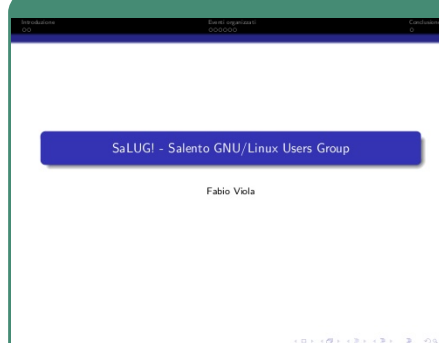 Introduzione Eventi organizzati Conclusioni
SaLUG! - Salento GNU/Linux Users Group
Fabio Viola